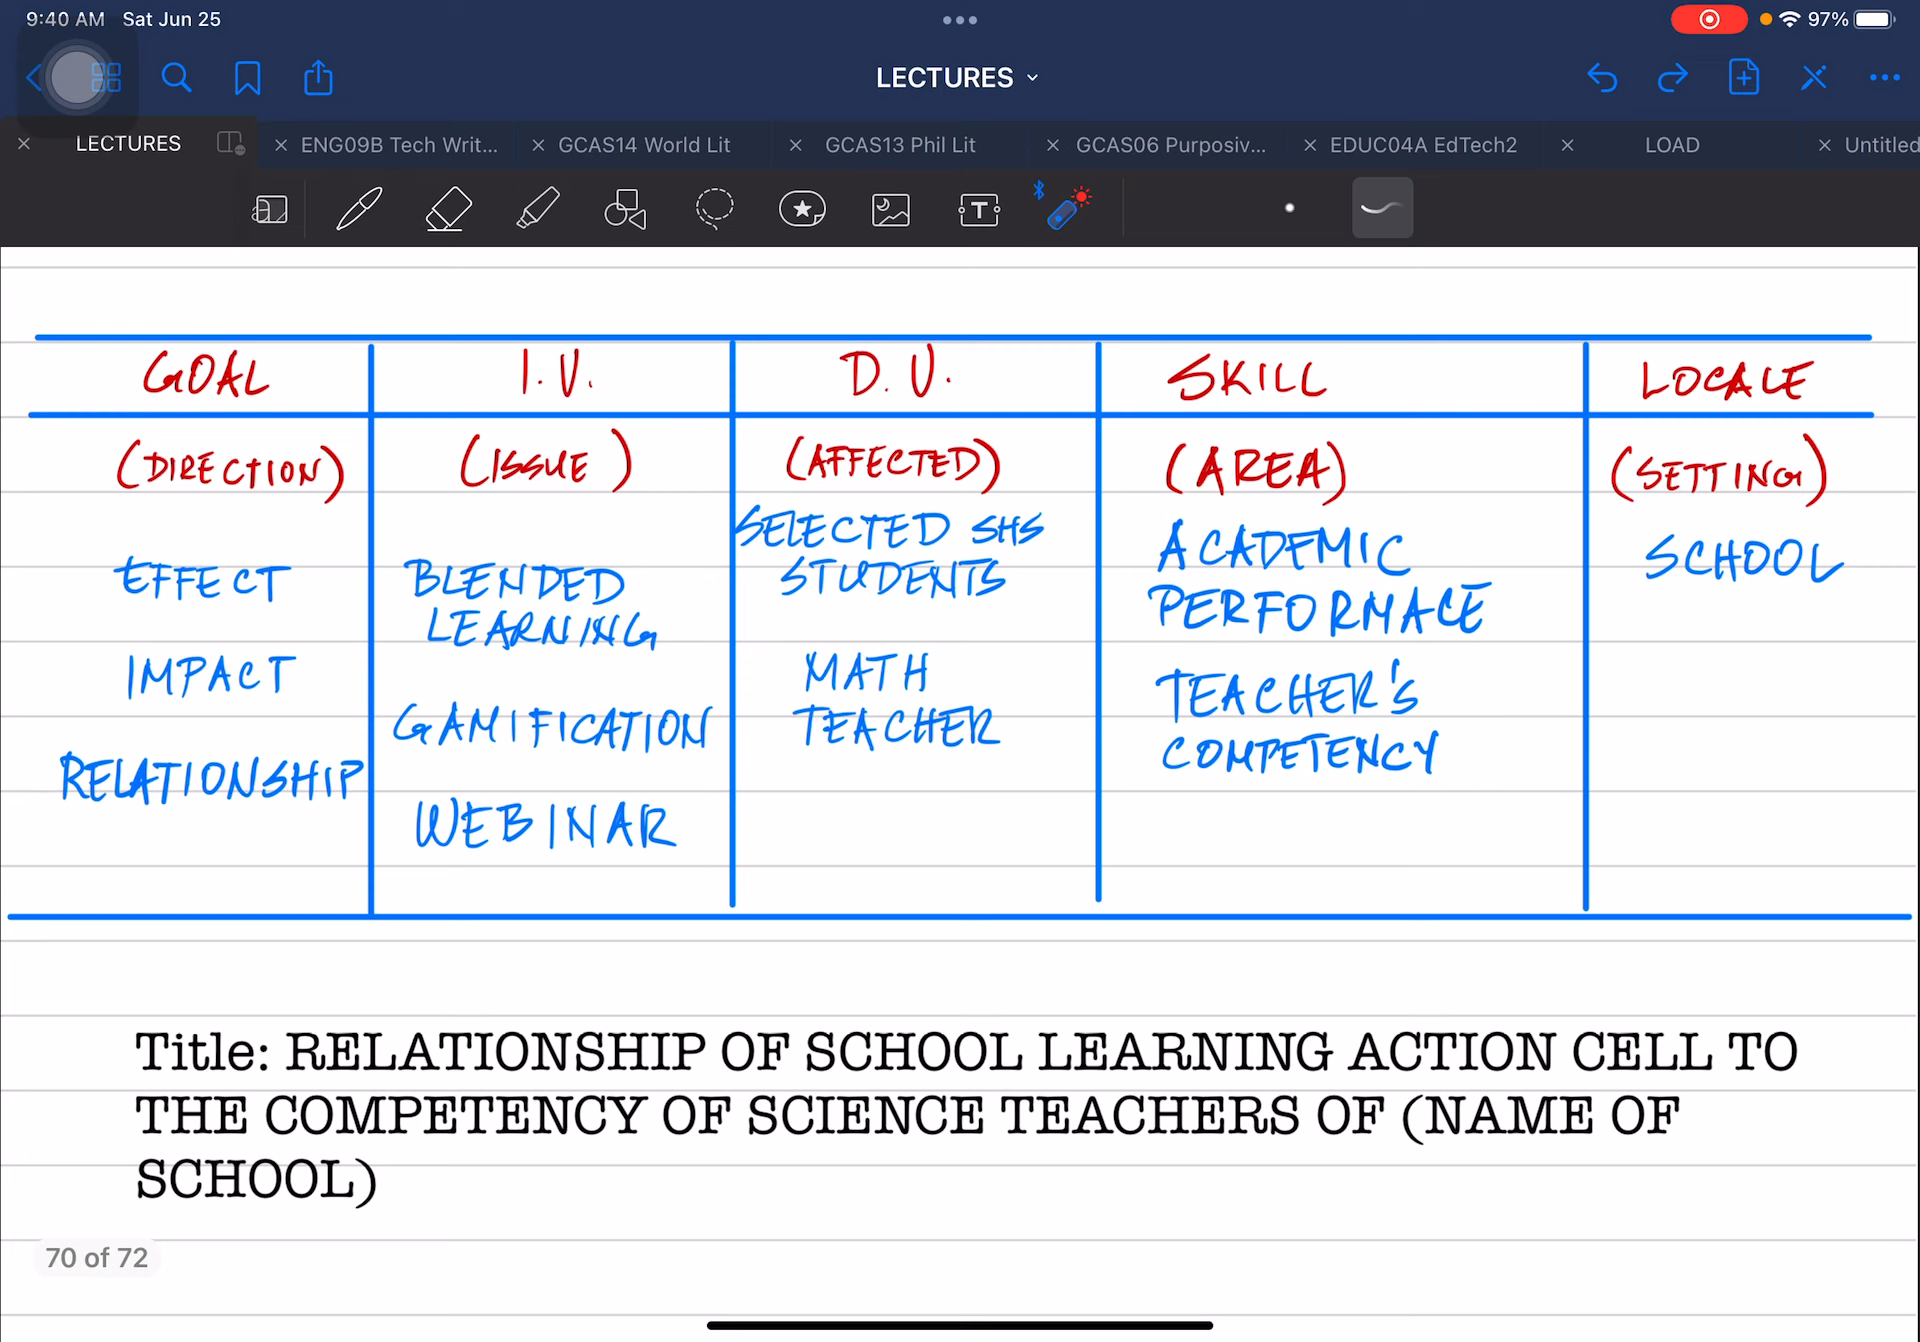 9:40 AM Sat Jun 25
97%
LECTURES
LECTURES
ENG09B Tech Writ...
GCAS14 World Lit
GCAS13 Phil Lit
GCAS06 Purposiv...
EDUC04A EdTech2
LOAD
Untitled
T
GOAL
I.V.
D.V.
SKILL
LOCALE
(DIRECTION)
(ISSUE)
(AFFECTED)
(AREA)
(SETTING)
EFFECT
IMPACT
RELATIONSHIP
BLENDED
LEARNING
GAMIFICATION
WEBINAR
SELECTED SHS
STUDENTS
MATH
TEACHER
ACADEMIC
PERFORMACE
TEACHER'S
COMPETENCY
SCHOOL
Title: RELATIONSHIP OF SCHOOL LEARNING ACTION CELL TO
THE COMPETENCY OF SCIENCE TEACHERS OF (NAME OF
SCHOOL)
70 of 72